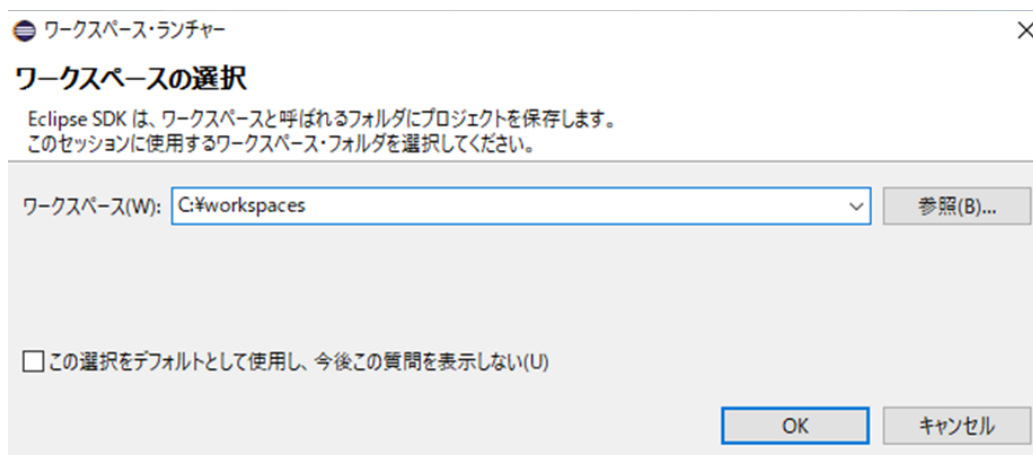 ワークスペース・ランチャー
ワークスペースの選択
Eclipse SDK は、ワークスペースと呼ばれるフォルダにプロジェクトを保存します。
このセッションに使用するワークスペース・フォルダを選択してください。
ワークスペース(W): C:¥workspaces 参照(B)...
この選択をデフォルトとして使用し、今後この質問を表示しない(U)
OK キャンセル